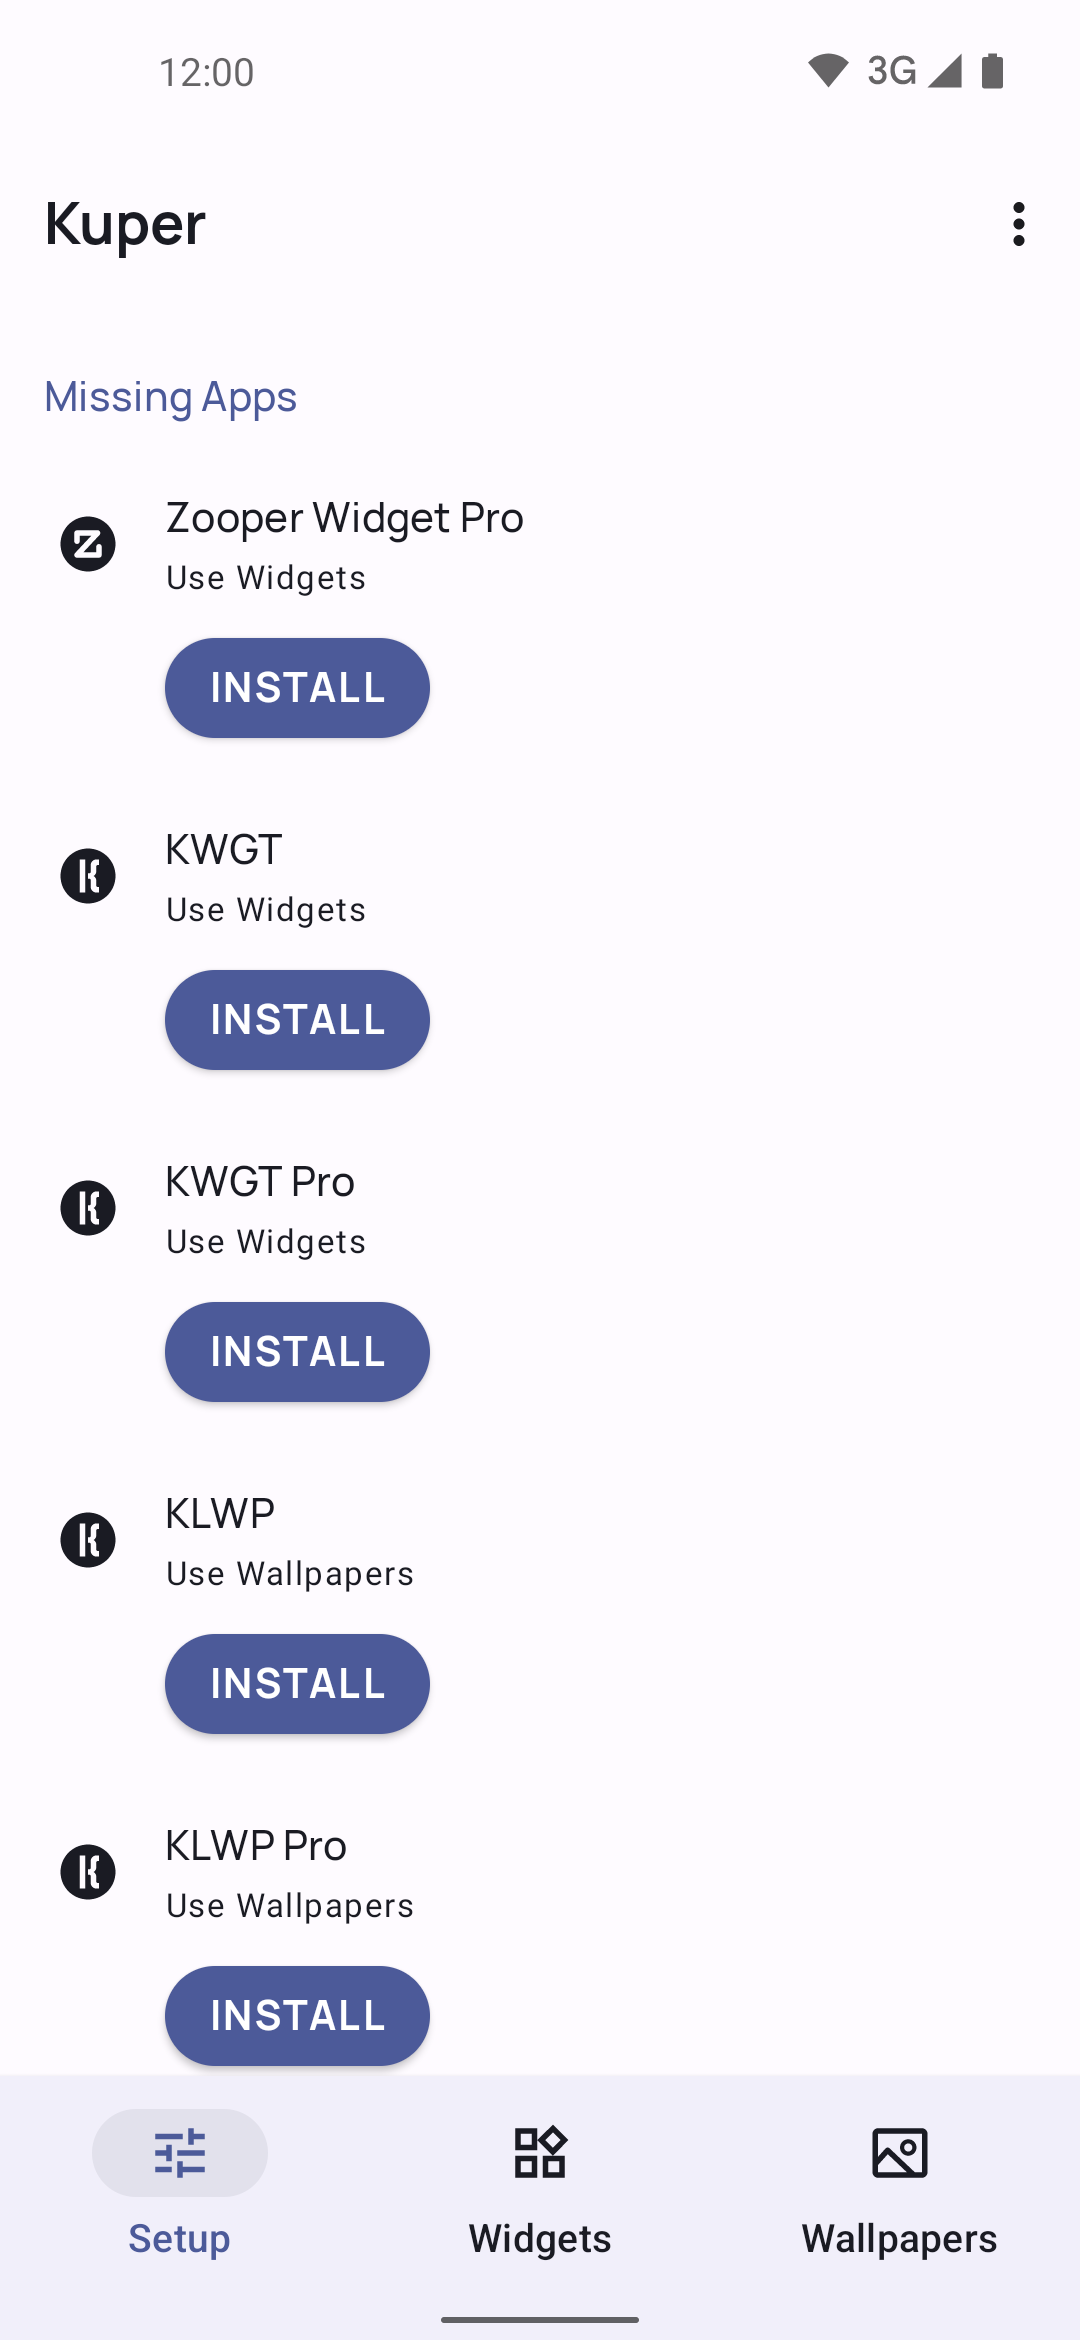 12:00 3G
Kuper
Missing Apps
Zooper Widget Pro
Use Widgets
INSTALL
KWGT
Use Widgets
INSTALL
KWGT Pro
Use Widgets
INSTALL
KLWP
Use Wallpapers
INSTALL
KLWP Pro
Use Wallpapers
INSTALL
Setup Widgets Wallpapers